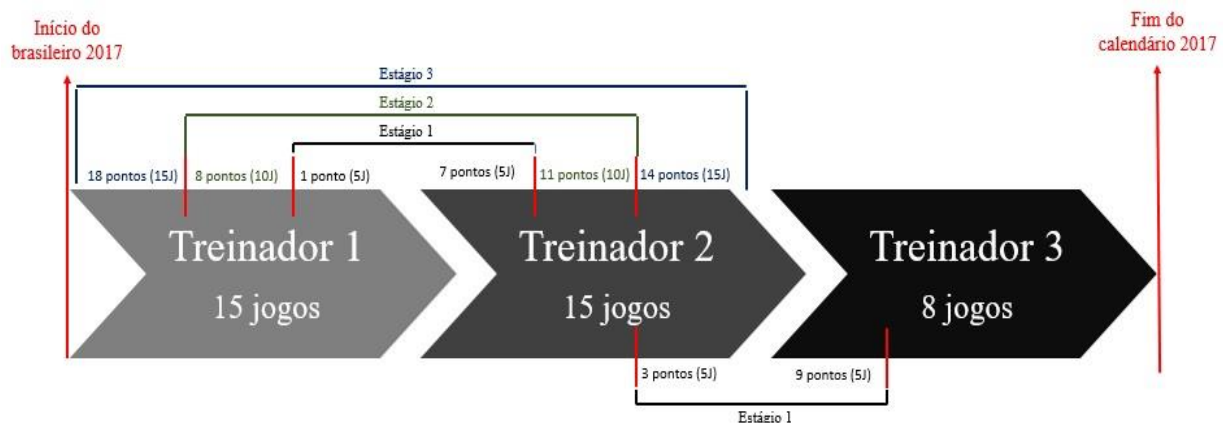 Início do
brasileiro 2017
Fim do
calendário 2017
Estágio 3
Estágio 2
Estágio 1
18 pontos (15J)
8 pontos (10J)
1 ponto (5J)
7 pontos (5J)
11 pontos (10J)
14 pontos (15J)
Treinador 1
15 jogos
Treinador 2
15 jogos
Treinador 3
8 jogos
3 pontos (5J)
9 pontos (5J)
Estágio 1